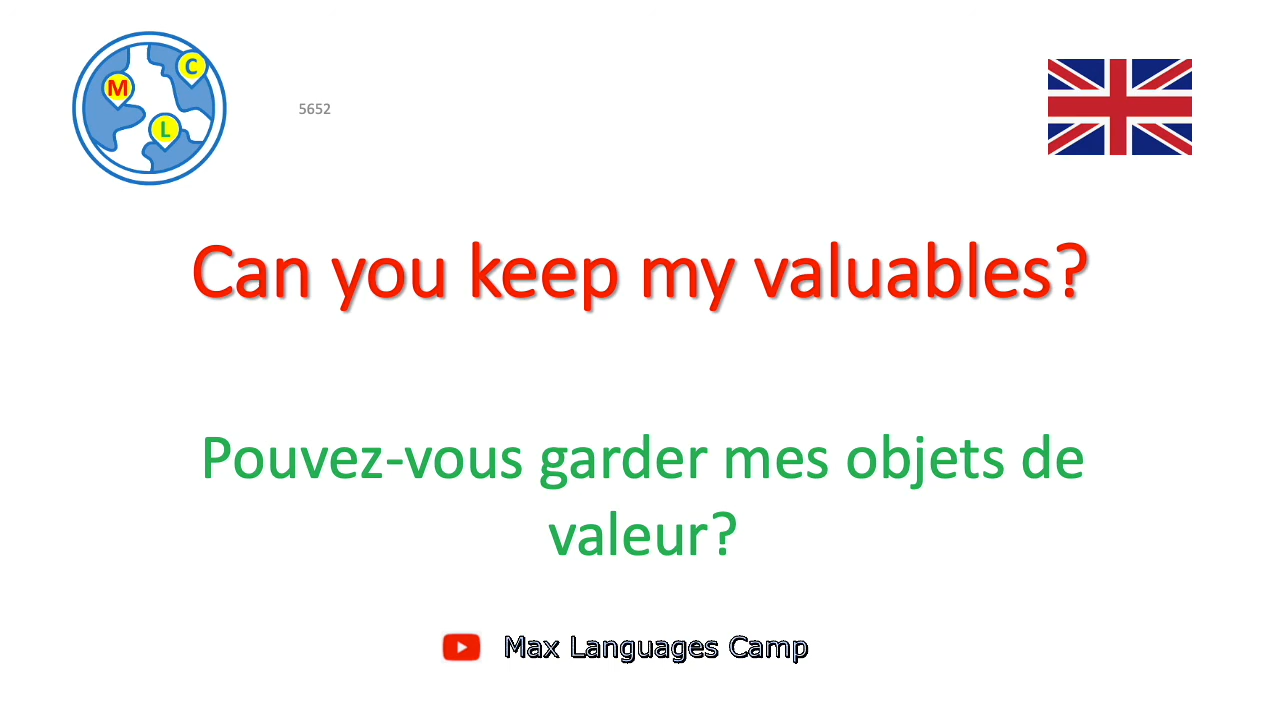 C
M
L
5652
Can you keep my valuables?
Pouvez-vous garder mes objets de
valeur?
Max Languages Camp